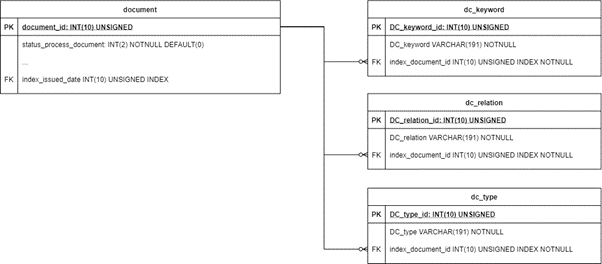 document
PK document_id: INT(10) UNSIGNED
status_process_document: INT(2) NOTNULL DEFAULT(0)
...
FK index_issued_date INT(10) UNSIGNED INDEX
dc_keyword
PK DC_keyword_id: INT(10) UNSIGNED
DC_keyword VARCHAR(191) NOTNULL
FK index_document_id INT(10) UNSIGNED INDEX NOTNULL
dc_relation
PK DC_relation_id: INT(10) UNSIGNED
DC_relation VARCHAR(191) NOTNULL
FK index_document_id INT(10) UNSIGNED INDEX NOTNULL
dc_type
PK DC_type_id: INT(10) UNSIGNED
DC_type VARCHAR(191) NOTNULL
FK index_document_id INT(10) UNSIGNED INDEX NOTNULL